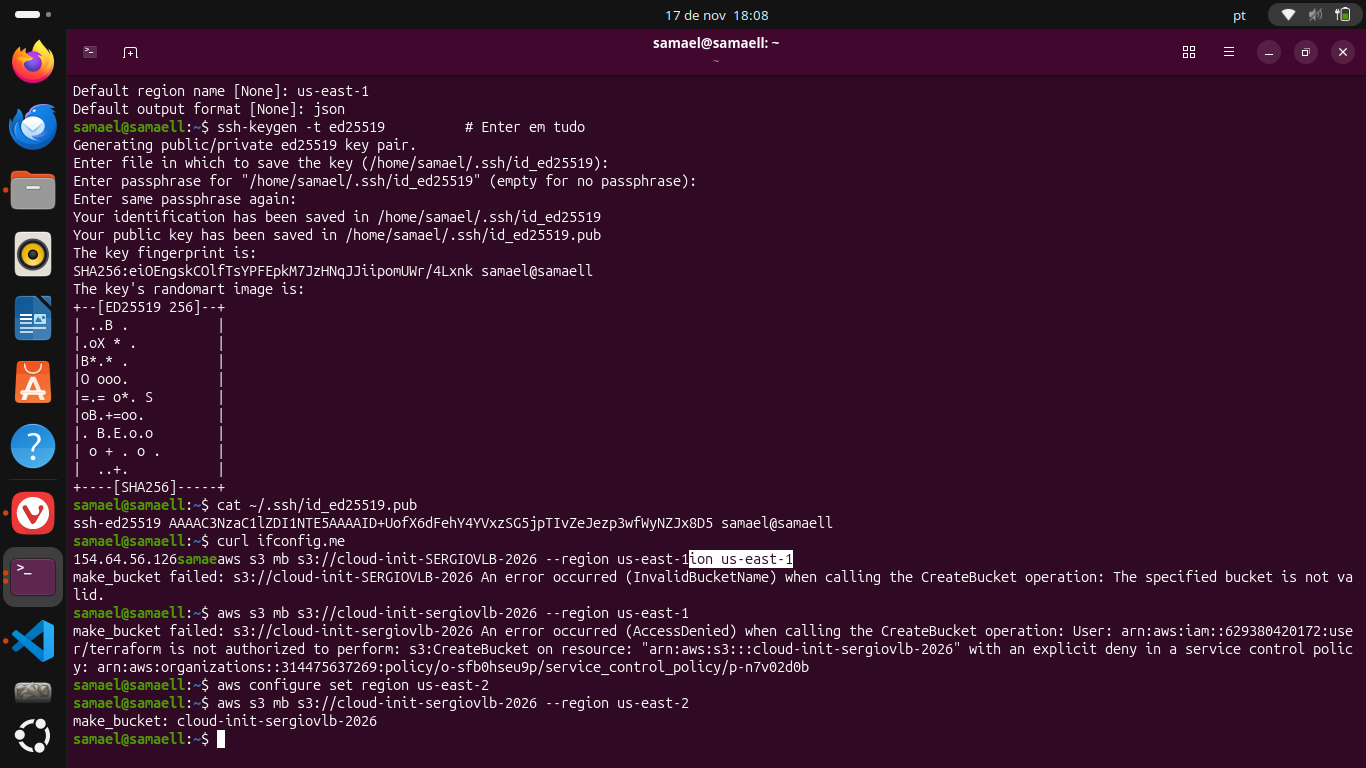 17 de nov 18:08
pt
samael@samaell: ~
~
Default region name [None]: us-east-1
Default output format [None]: json
samael@samaell:~$ ssh-keygen -t ed25519          # Enter em tudo
Generating public/private ed25519 key pair.
Enter file in which to save the key (/home/samael/.ssh/id_ed25519):
Enter passphrase for "/home/samael/.ssh/id_ed25519" (empty for no passphrase):
Enter same passphrase again:
Your identification has been saved in /home/samael/.ssh/id_ed25519
Your public key has been saved in /home/samael/.ssh/id_ed25519.pub
The key fingerprint is:
SHA256:eiOEngskCOlfTsYPFEpkM7JzHNqJJiipomUWr/4Lxnk samael@samaell
The key's randomart image is:
+--[ED25519 256]--+
| ..B .           |
|.oX * .          |
|B*.* .           |
|O ooo.           |
|=.= o*. S        |
|oB.+=oo.         |
|. B.E.o.o        |
| o + . o .       |
|  ..+.           |
+----[SHA256]-----+
samael@samaell:~$ cat ~/.ssh/id_ed25519.pub
ssh-ed25519 AAAAC3NzaC1lZDI1NTE5AAAAID+UofX6dFehY4YVxzSG5jpTIvZeJezp3wfWyNZJx8D5 samael@samaell
samael@samaell:~$ curl ifconfig.me
154.64.56.126samaeaws s3 mb s3://cloud-init-SERGIOVLB-2026 --region us-east-1ion us-east-1
make_bucket failed: s3://cloud-init-SERGIOVLB-2026 An error occurred (InvalidBucketName) when calling the CreateBucket operation: The specified bucket is not va
lid.
samael@samaell:~$ aws s3 mb s3://cloud-init-sergiovlb-2026 --region us-east-1
make_bucket failed: s3://cloud-init-sergiovlb-2026 An error occurred (AccessDenied) when calling the CreateBucket operation: User: arn:aws:iam::629380420172:use
r/terraform is not authorized to perform: s3:CreateBucket on resource: "arn:aws:s3:::cloud-init-sergiovlb-2026" with an explicit deny in a service control polic
y: arn:aws:organizations::314475637269:policy/o-sfb0hseu9p/service_control_policy/p-n7v02d0b
samael@samaell:~$ aws configure set region us-east-2
samael@samaell:~$ aws s3 mb s3://cloud-init-sergiovlb-2026 --region us-east-2
make_bucket: cloud-init-sergiovlb-2026
samael@samaell:~$